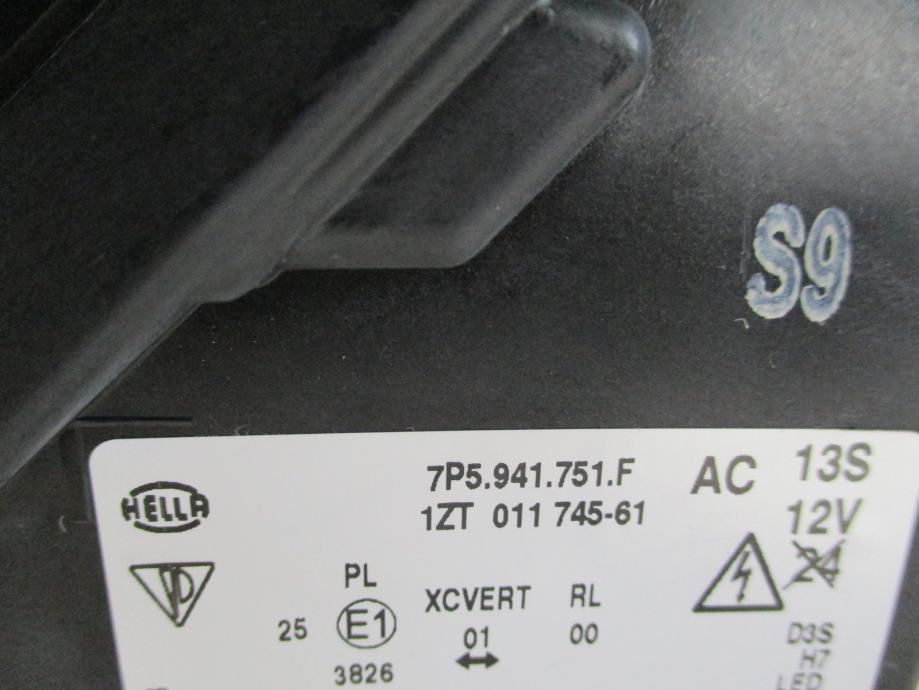 S9
HELLA
7P5.941.751.F
1ZT 011 745-61
AC
13S
12V
24
PL
25
E1
3826
XCVERT
01
RL
00
D3S
H7
LED